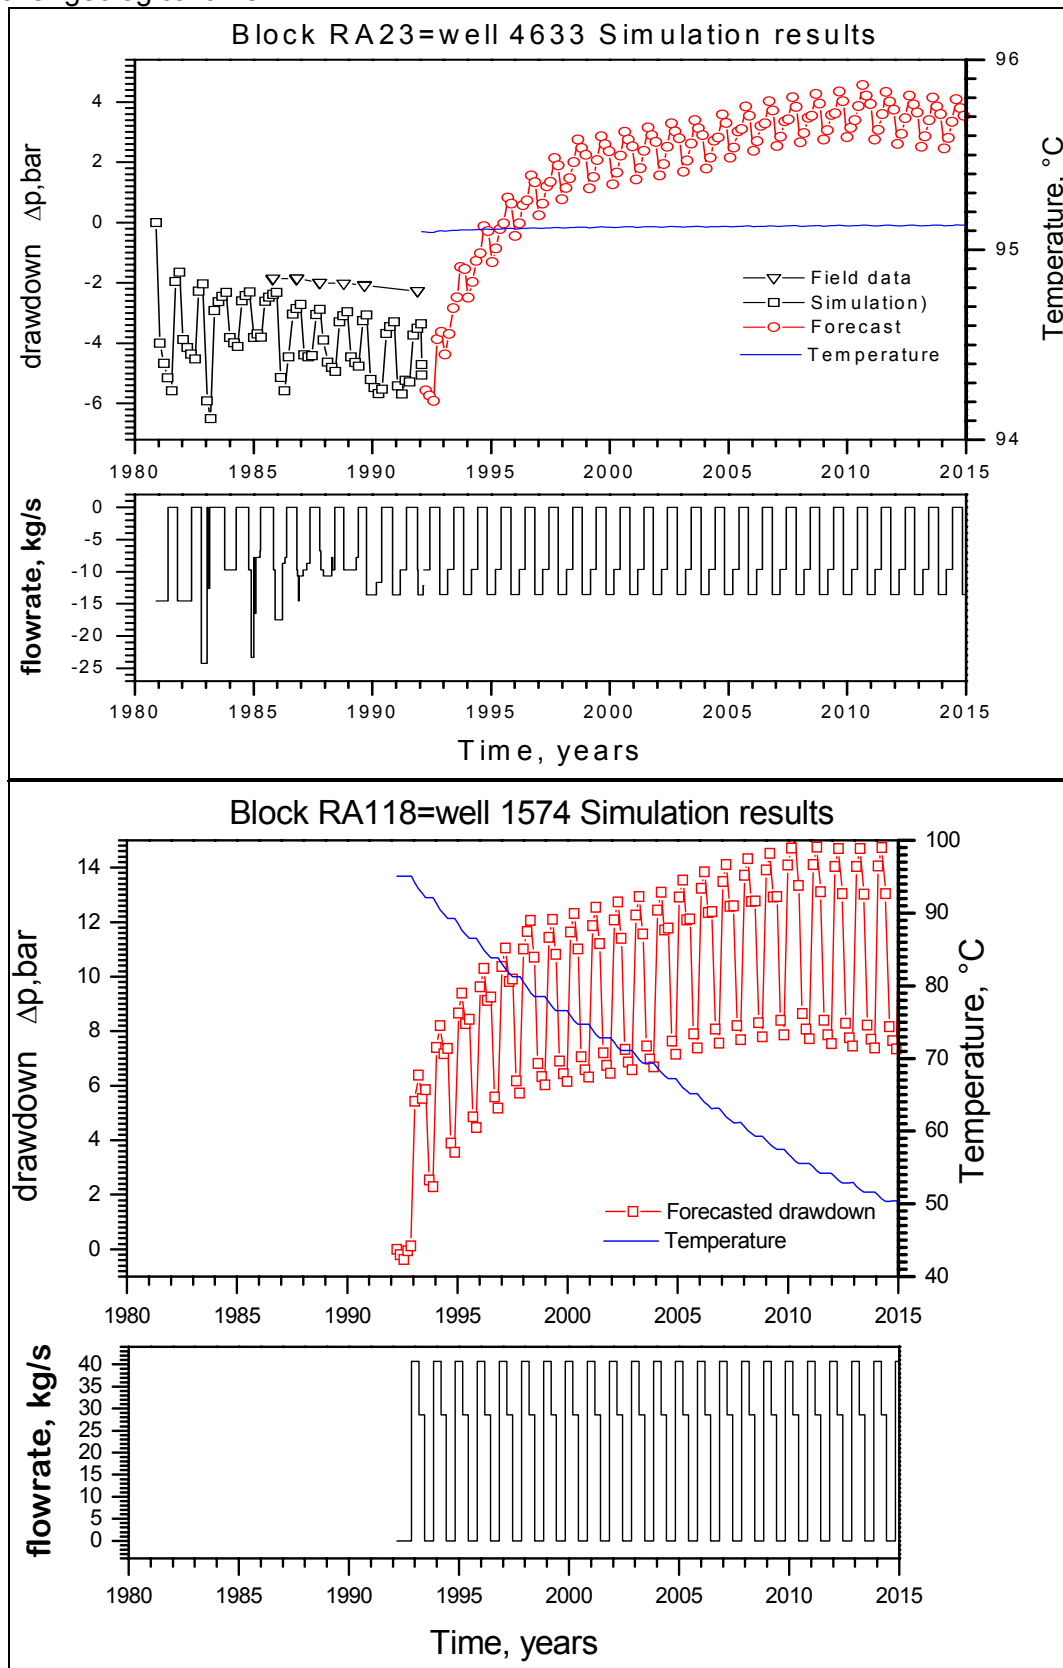 Block RA23=well 4633 Simulation results
96
4
2
0
-2
-4
-6
drawdown Δp,bar
95
94
Temperature, °C
Field data
Simulation)
Forecast
Temperature
1980 1985 1990 1995 2000 2005 2010 2015
0
-5
-10
-15
-20
-25
flowrate, kg/s
1980 1985 1990 1995 2000 2005 2010 2015
Time, years
Block RA118=well 1574 Simulation results
14
12
10
8
6
4
2
0
drawdown Δp,bar
100
90
80
70
60
50
40
Temperature, °C
Forecasted drawdown
Temperature
1980 1985 1990 1995 2000 2005 2010 2015
40
35
30
25
20
15
10
5
0
flowrate, kg/s
1980 1985 1990 1995 2000 2005 2010 2015
Time, years